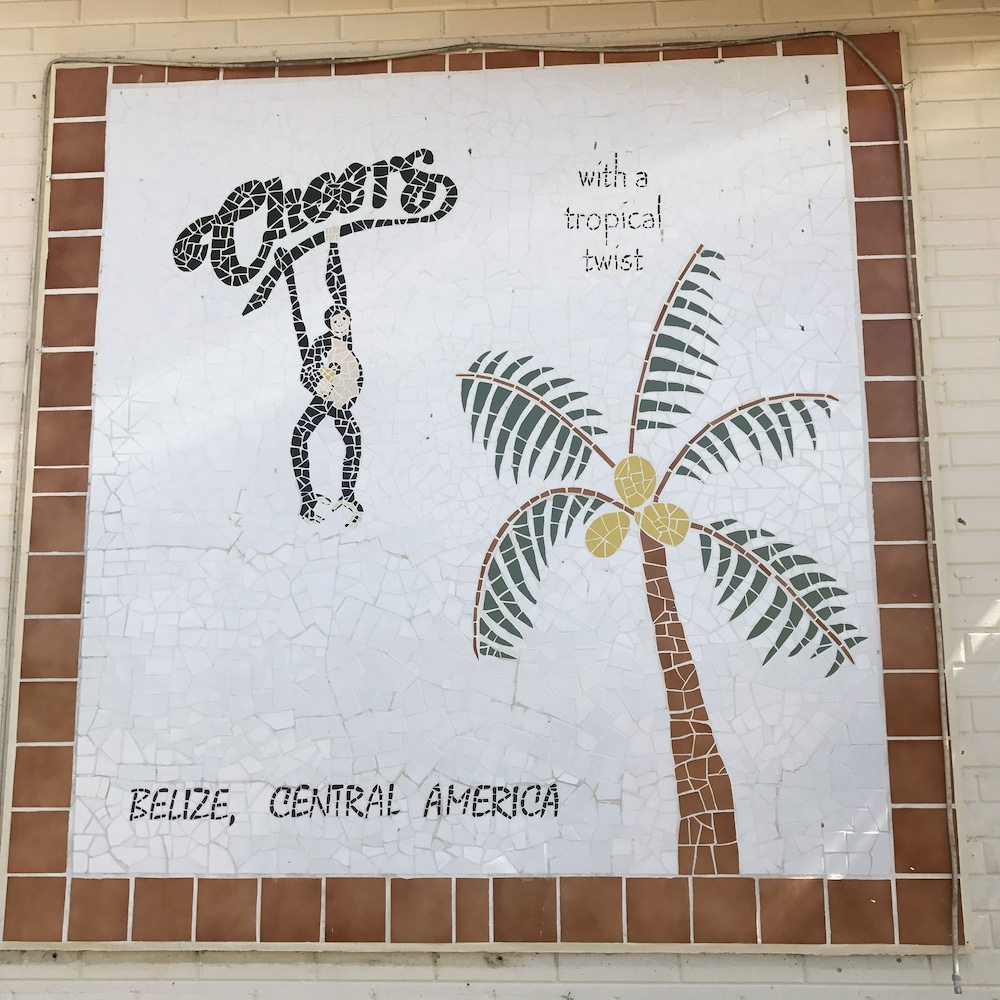 Cheers
with a
tropical
twist
BELIZE, CENTRAL AMERICA